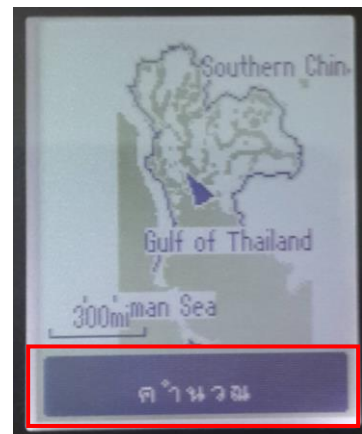 Southern Chin
Gulf of Thailand
man Sea
300mi
คำนวณ